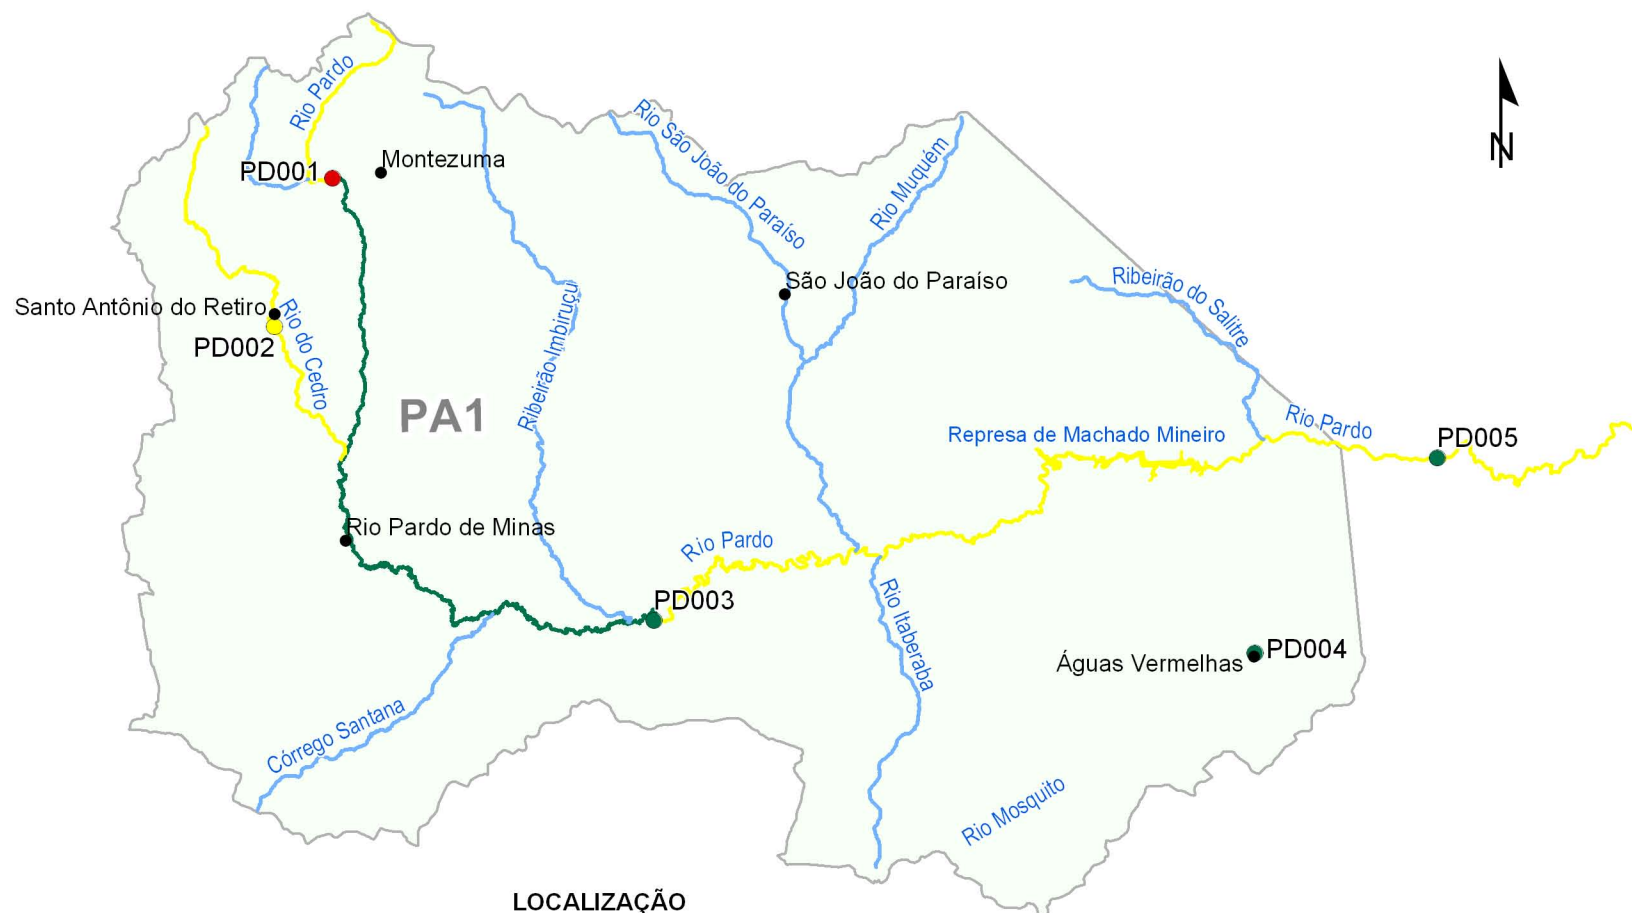 Rio Pardo
Rio São João do Paraíso
Rio Muquém
N
PD001
Montezuma
Santo Antônio do Retiro
Rio do Cedro
PD002
São João do Paraíso
Ribeirão do Salitre
Ribeirão Imbiruçu
PA1
Represa de Machado Mineiro
Rio Pardo
PD005
Rio Pardo de Minas
Rio Pardo
PD003
Rio Itaberaba
Águas Vermelhas
PD004
Córrego Santana
Rio Mosquito
LOCALIZAÇÃO